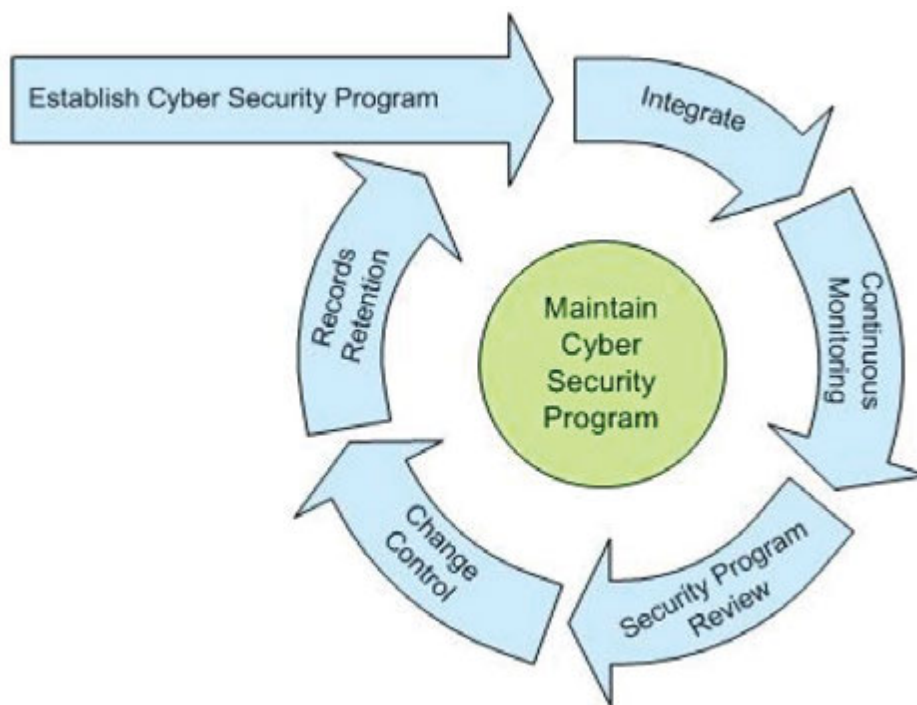 Establish Cyber Security Program
Integrate
Continuous
Monitoring
Security Program
Review
Change
Control
Records
Retention
Maintain
Cyber
Security
Program